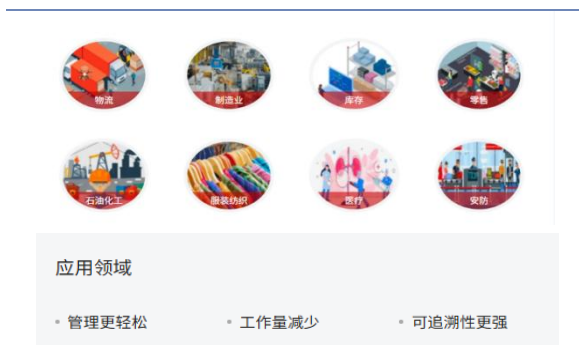 物流 制造业 库存 零售
石油化工 服装纺织 医疗 安防
应用领域
管理更轻松 工作量减少 可追溯性更强